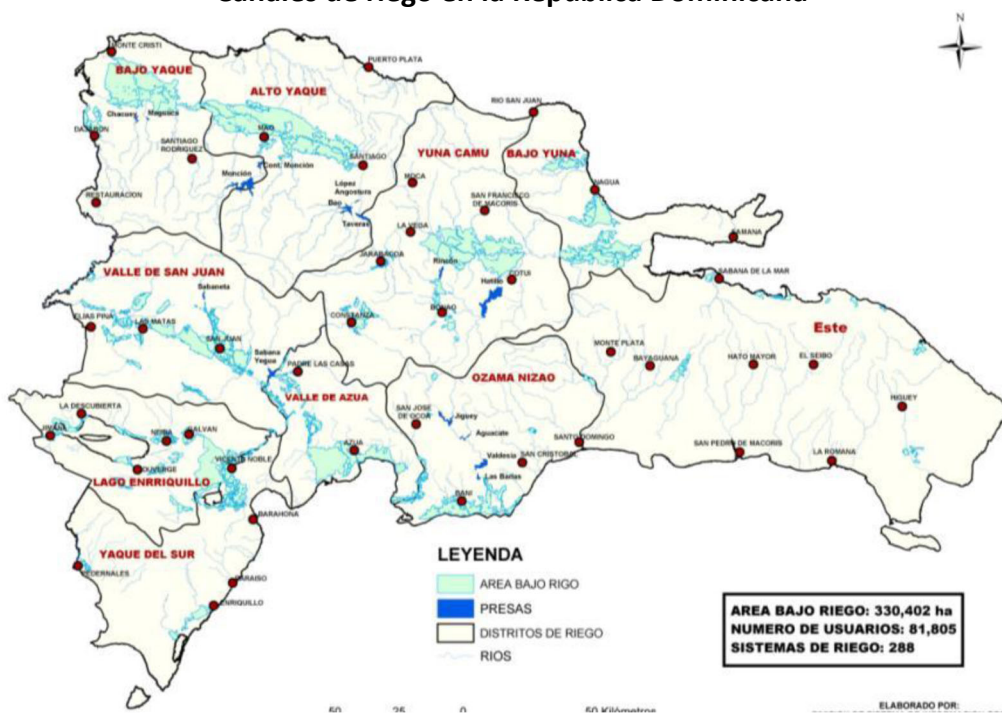 Canales de riego en la República Dominicana
N
MONTE CRISTI
BAJO YAQUE
PUERTO PLATA
ALTO YAQUE
RIO SAN JUAN
Chacuey
Maguaca
DAJABON
MAO
SANTIAGO
RODRIGUEZ
Cont. Monción
SANTIAGO
YUNA CAMU
BAJO YUNA
Monción
MOCA
NAGUA
López
Angostura
RESTAURACION
Bao
Taveras
SAN FRANCISCO
DE MACORIS
LA VEGA
SAMANA
JARABACOA
Rincón
COTUI
Hatillo
SABANA DE LA MAR
VALLE DE SAN JUAN
Sabaneta
ELIAS PIÑA
LAS MATAS
CONSTANZA
BONAO
Este
SAN JUAN
Sabana
Yegua
PADRE LAS CASAS
MONTE PLATA
BAYAGUANA
HATO MAYOR
EL SEIBO
OZAMA NIZAO
VALLE DE AZUA
HIGUEY
LA DESCUBIERTA
SAN JOSE
DE OCOA
Jiguey
JIMANI
NEIBA
GALVAN
Aguacate
SANTO DOMINGO
AZUA
SAN PEDRO DE MACORIS
LA ROMANA
DUVERGE
VICENTE NOBLE
Valdesia
SAN CRISTOBAL
Las Barias
LAGO ENRRIQUILLO
BANI
BARAHONA
YAQUE DEL SUR
PEDERNALES
PARAISO
ENRIQUILLO
LEYENDA
AREA BAJO RIGO
PRESAS
DISTRITOS DE RIEGO
RIOS
AREA BAJO RIEGO: 330,402 ha
NUMERO DE USUARIOS: 81,805
SISTEMAS DE RIEGO: 288
50 25 0 50 Kilómetros
ELABORADO POR: